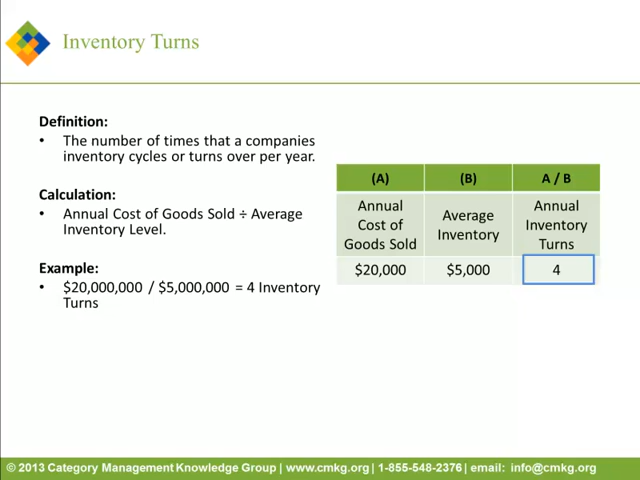 Inventory Turns
Definition:
• The number of times that a companies
inventory cycles or turns over per year.
Calculation:
• Annual Cost of Goods Sold ÷ Average
Inventory Level.
Example:
• $20,000,000 / $5,000,000 = 4 Inventory
Turns
(A) (B) A / B
Annual
Cost of
Goods Sold
Average
Inventory
Annual
Inventory
Turns
$20,000 $5,000 4
© 2013 Category Management Knowledge Group | www.cmkg.org | 1-855-548-2376 | email: info@cmkg.org